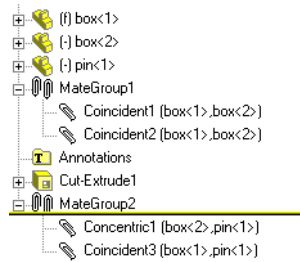 (f) box<1>
(-) box<2>
(-) pin<1>
MateGroup1
Coincident1 (box<1>,box<2>)
Coincident2 (box<1>,box<2>)
Annotations
Cut-Extrude1
MateGroup2
Concentric1 (box<2>,pin<1>)
Coincident3 (box<1>,pin<1>)